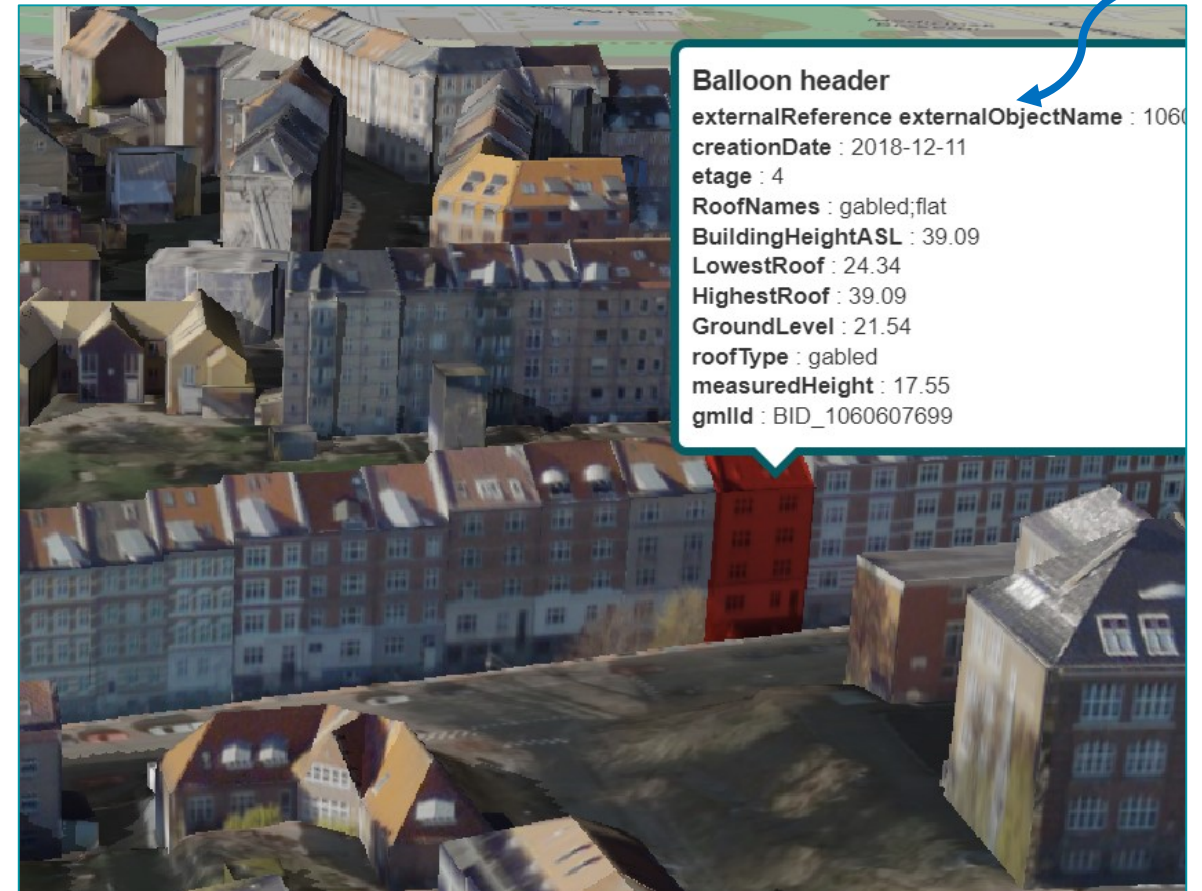 Balloon header
externalReference externalObjectName : 1060
creationDate : 2018-12-11
etage : 4
RoofNames : gabled;flat
BuildingHeightASL : 39.09
LowestRoof : 24.34
HighestRoof : 39.09
GroundLevel : 21.54
roofType : gabled
measuredHeight : 17.55
gmlId : BID_1060607699